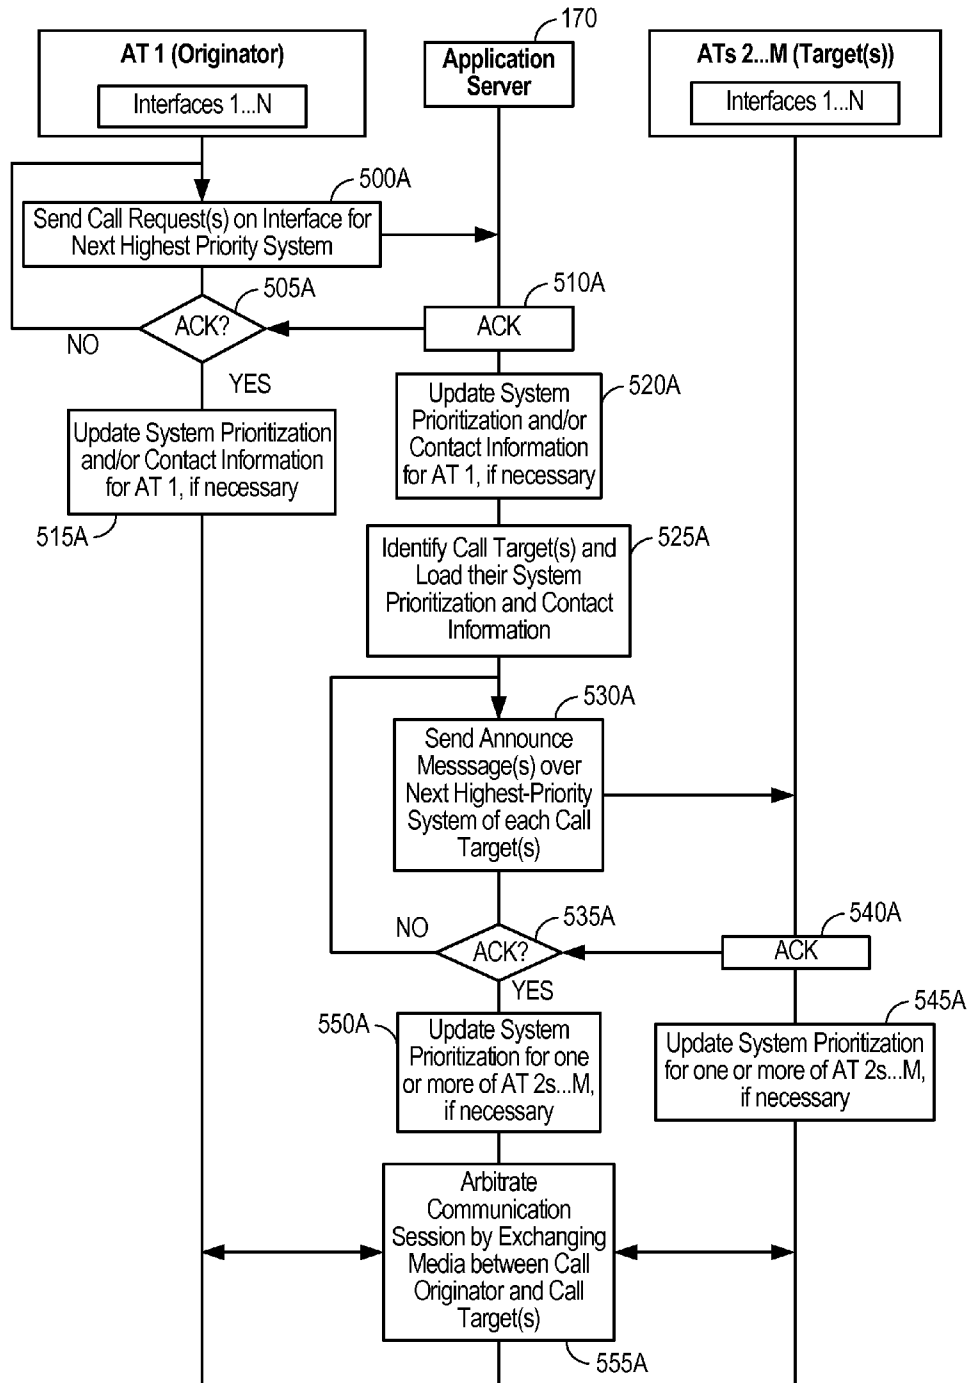 170
AT 1 (Originator)
Interfaces 1...N
Application
Server
ATs 2...M (Target(s))
Interfaces 1...N
500A
Send Call Request(s) on Interface for
Next Highest Priority System
505A
ACK?
NO
YES
510A
ACK
515A
Update System Prioritization
and/or Contact Information
for AT 1, if necessary
520A
Update System
Prioritization and/or
Contact Information
for AT 1, if necessary
525A
Identify Call Target(s) and
Load their System
Prioritization and Contact
Information
530A
Send Announce
Messsage(s) over
Next Highest-Priority
System of each Call
Target(s)
535A
ACK?
NO
YES
540A
ACK
545A
Update System Prioritization
for one or more of AT 2s...M,
if necessary
550A
Update System
Prioritization for one
or more of AT 2s...M,
if necessary
Arbitrate
Communication
Session by Exchanging
Media between Call
Originator and Call
Target(s)
555A